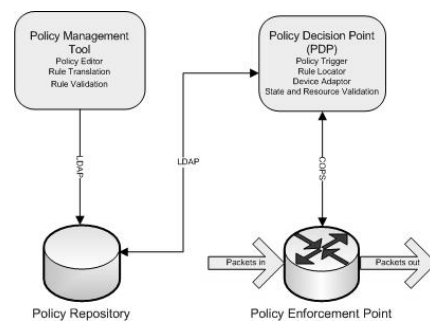 Policy Management
Tool
Policy Editor
Rule Translation
Rule Validation
Policy Decision Point
(PDP)
Policy Trigger
Rule Locator
Device Adaptor
State and Resource Validation
LDAP
LDAP
COPS
Packets in
Packets out
Policy Repository
Policy Enforcement Point